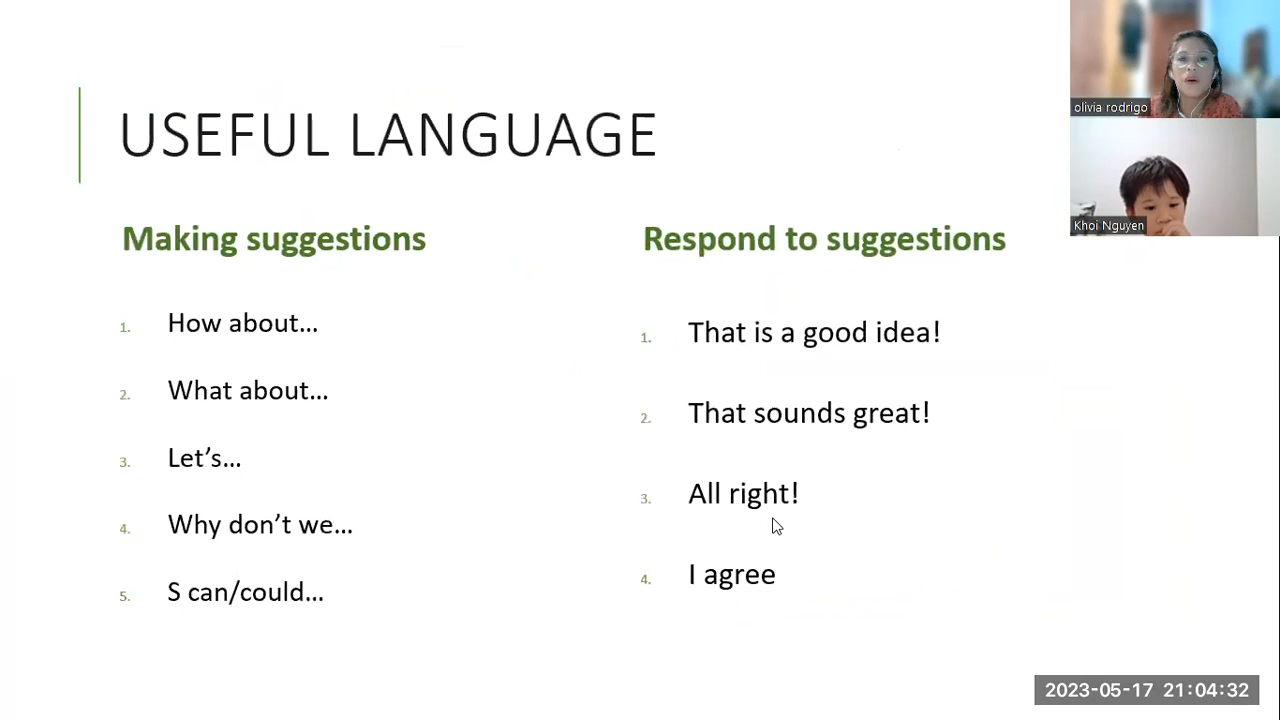 USEFUL LANGUAGE
Making suggestions
1. How about...
2. What about...
3. Let's...
4. Why don't we...
5. S can/could...
Respond to suggestions
1. That is a good idea!
2. That sounds great!
3. All right!
4. I agree
olivia rodrigo
Khoi Nguyen
2023-05-17 21:04:32